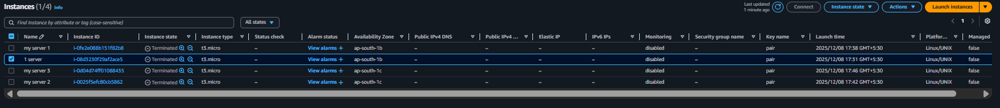 Instances (1/4) Info
Last updated
1 minute ago
Connect
Instance state
Actions
Launch instances
Find Instance by attribute or tag (case-sensitive)
All states
1
Name Instance ID Instance state Instance type Status check Alarm status Availability Zone Public IPv4 DNS Public IPv4 ... Elastic IP IPv6 IPs Monitoring Security group name Key name Launch time Platfor... Managed
my server 1 i-0fe2e088b151f82b8 Terminated t3.micro – View alarms + ap-south-1b – – – – disabled – pair 2025/12/08 17:38 GMT+5:30 Linux/UNIX false
1 server i-08d3230f29af2ace5 Terminated t3.micro – View alarms + ap-south-1b – – – – disabled – pair 2025/12/08 17:31 GMT+5:30 Linux/UNIX false
my server 3 i-0d04d74ff01088435 Terminated t3.micro – View alarms + ap-south-1c – – – – disabled – pair 2025/12/08 17:46 GMT+5:30 Linux/UNIX false
my server 2 i-0025f5efc80cb5862 Terminated t3.micro – View alarms + ap-south-1c – – – – disabled – pair 2025/12/08 17:42 GMT+5:30 Linux/UNIX false